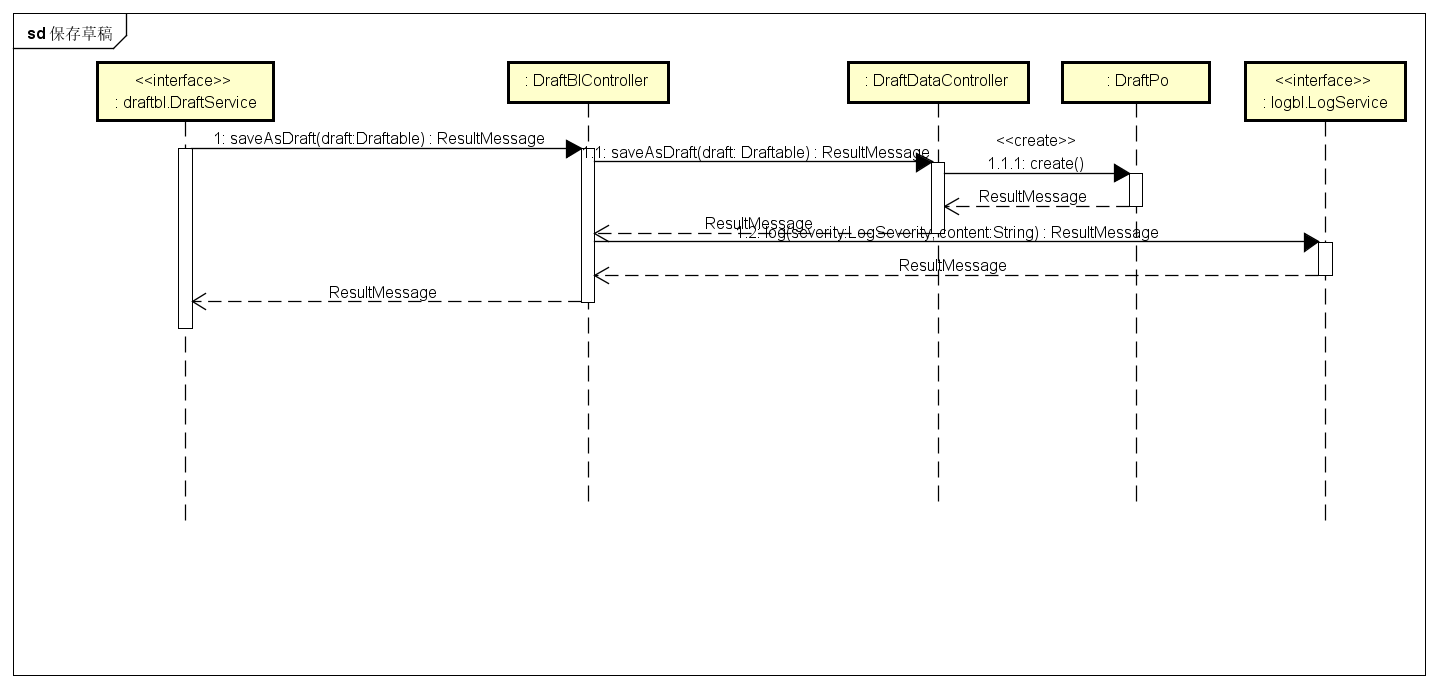 sd 保存草稿
<<interface>>
: draftbl.DraftService
: DraftBlController
: DraftDataController
: DraftPo
<<interface>>
: logbl.LogService
1: saveAsDraft(draft:Draftable) : ResultMessage
1.1: saveAsDraft(draft: Draftable) : ResultMessage
<<create>>
1.1.1: create()
ResultMessage
ResultMessage
1.2: log(severity:LogSeverity, content:String) : ResultMessage
ResultMessage
ResultMessage